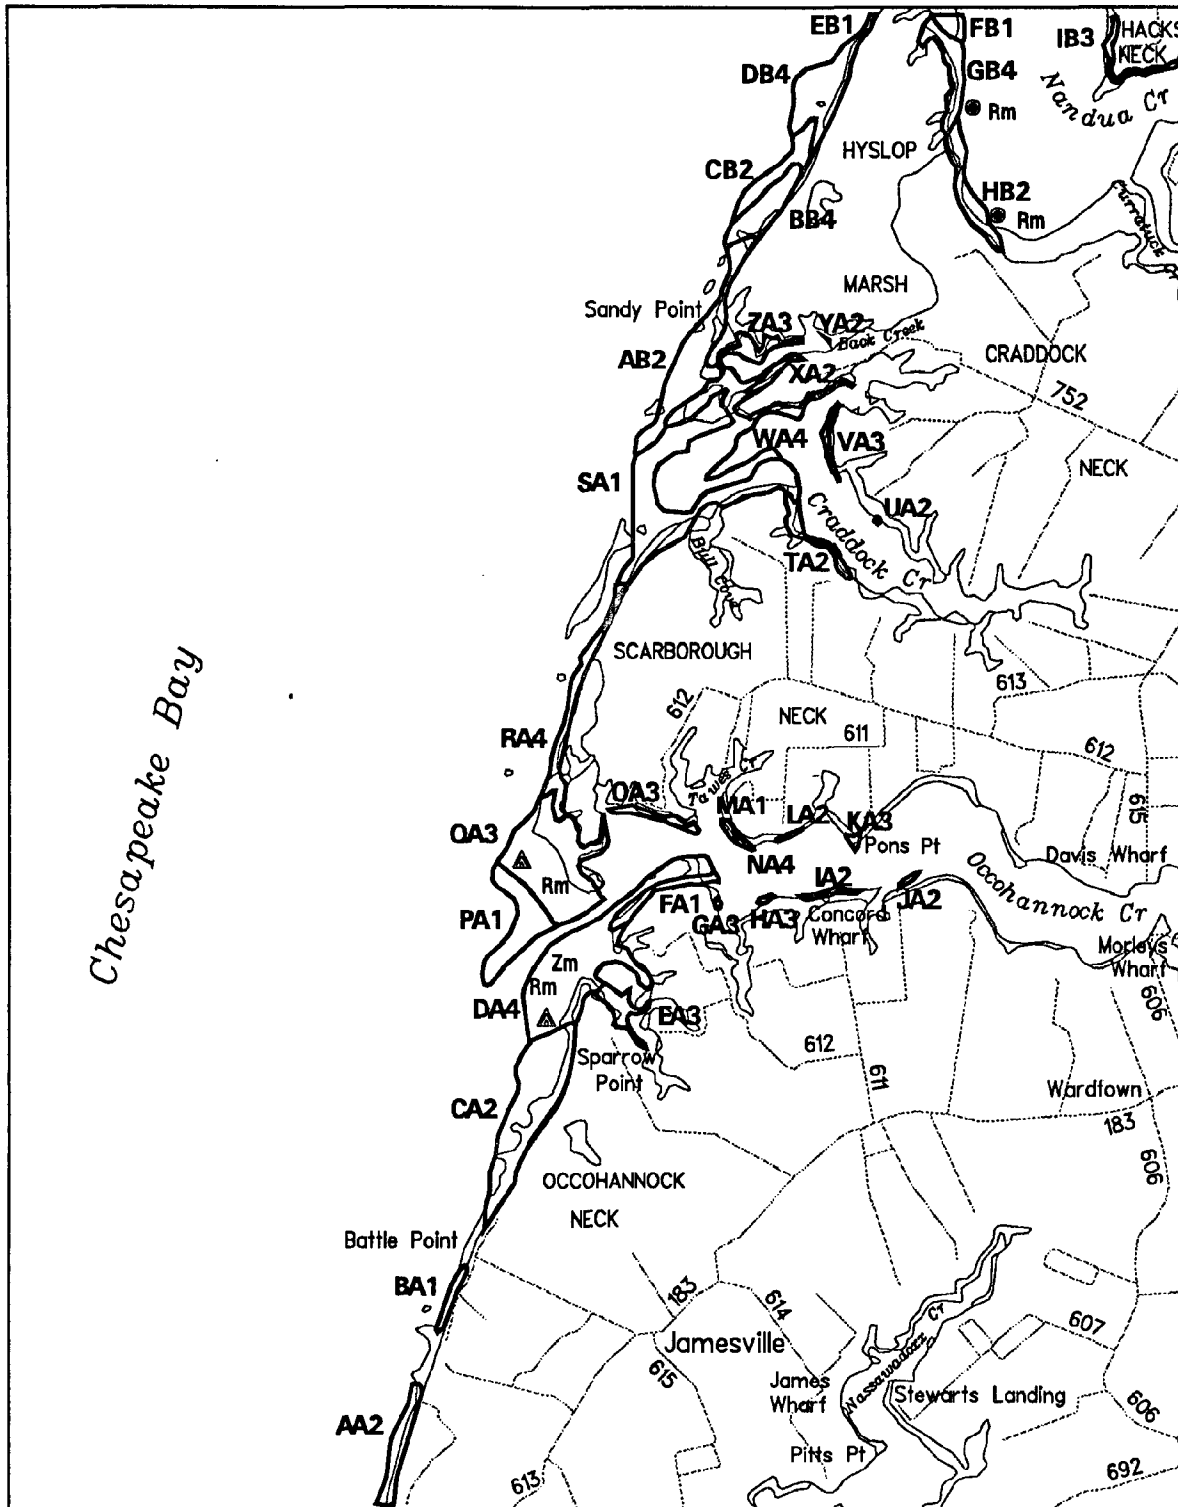 EB1
FB1
IB3
HACKS
NECK
DB4
GB4
Rm
Nandua Cr
HYSLOP
CB2
HB2
Rm
BB4
Curratuck
MARSH
Sandy Point
ZA3
YA2
Back Creek
CRADDOCK
AB2
XA2
752
WA4
VA3
NECK
SA1
UA2
Craddock Cr
Bull Cove
TA2
SCARBOROUGH
613
612
NECK
611
612
RA4
Tawes Cr
OA3
MA1
LA2
KA3
615
QA3
Pons Pt
Davis Wharf
NA4
Rm
IA2
JA2
Occohannock Cr
FA1
GA3
HA3
Concord
Wharf
PA1
Morleys
Wharf
Zm
Rm
DA4
EA3
606
Sparrow
Point
612
611
Wardtown
CA2
183
606
OCCOHANNOCK
NECK
Battle Point
BA1
183
614
607
Jamesville
Nassawadox Cr
615
James
Wharf
Stewarts Landing
AA2
606
Pitts Pt
613
692
Chesapeake Bay